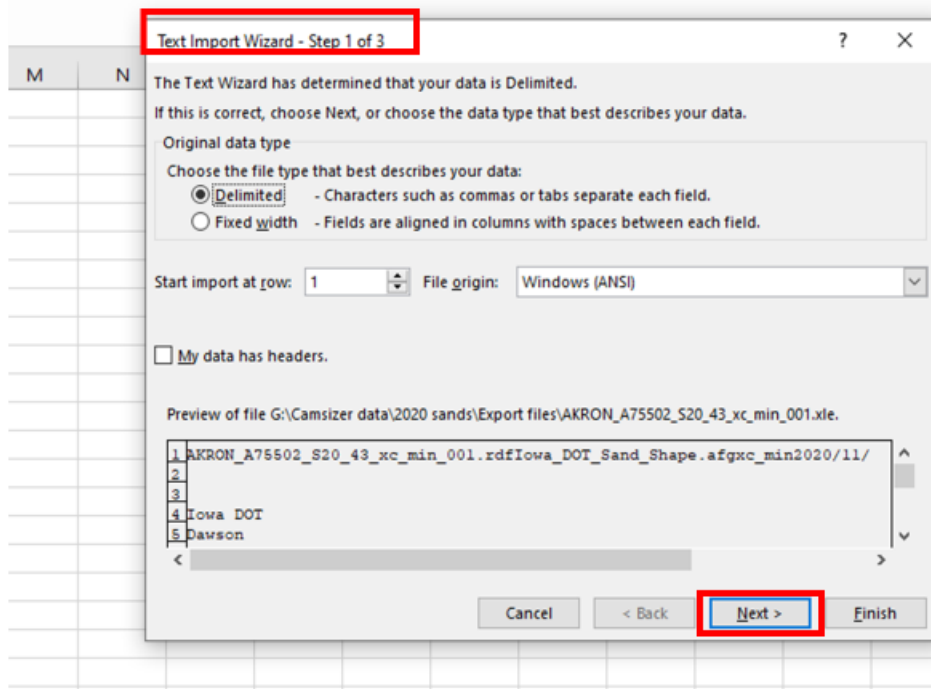 Text Import Wizard - Step 1 of 3
?
M
N
The Text Wizard has determined that your data is Delimited.
If this is correct, choose Next, or choose the data type that best describes your data.
Original data type
Choose the file type that best describes your data:
Delimited - Characters such as commas or tabs separate each field.
Fixed width - Fields are aligned in columns with spaces between each field.
Start import at row: 1 File origin: Windows (ANSI)
My data has headers.
Preview of file G:\Camsizer data\2020 sands\Export files\AKRON_A75502_S20_43_xc_min_001.xle.
1 AKRON_A75502_S20_43_xc_min_001.rdfIowa_DOT_Sand_Shape.afgxc_min2020/11/
2
3
4 Iowa DOT
5 Dawson
Cancel < Back Next > Finish